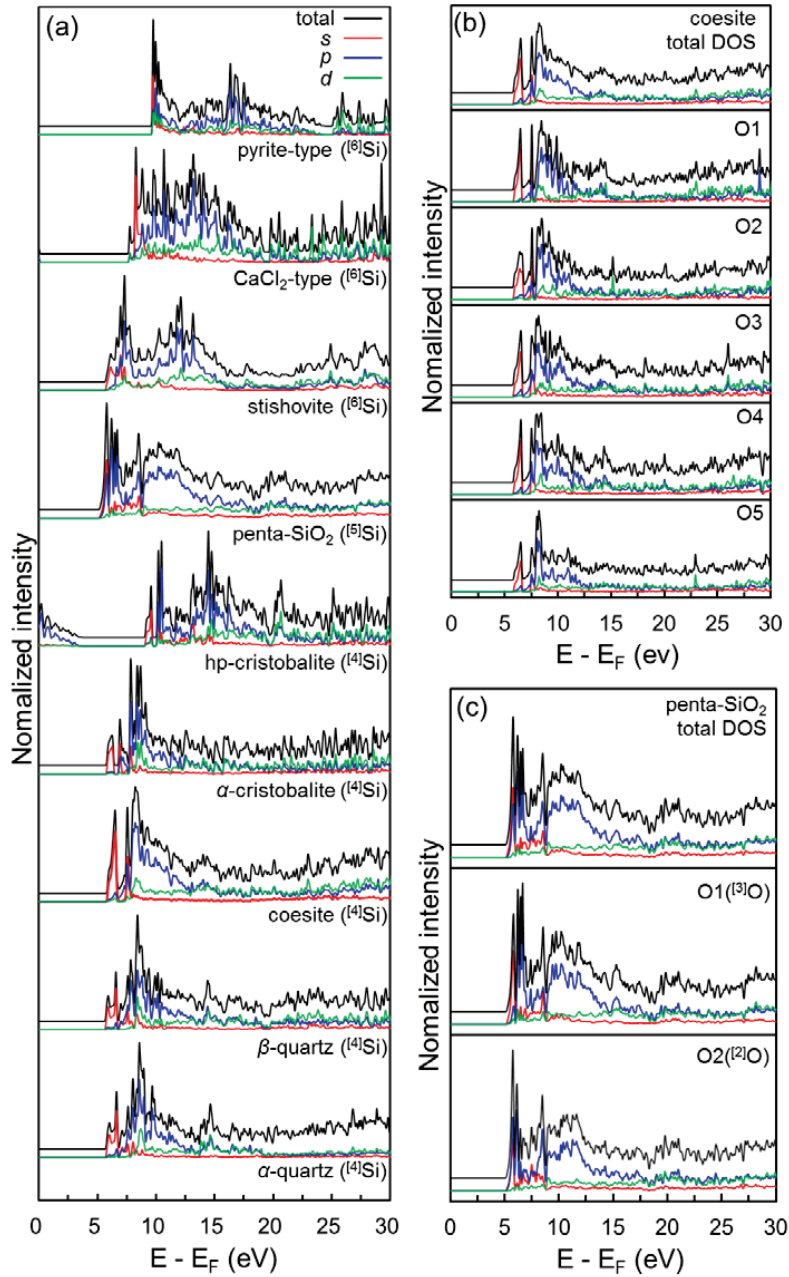 (a)
total
s
p
d
pyrite-type ([6]Si)
CaCl2-type ([6]Si)
stishovite ([6]Si)
penta-SiO2 ([5]Si)
hp-cristobalite ([4]Si)
α-cristobalite ([4]Si)
coesite ([4]Si)
β-quartz ([4]Si)
α-quartz ([4]Si)
Nomalized intensity
0 5 10 15 20 25 30
E - EF (eV)
(b)
coesite
total DOS
O1
O2
O3
O4
O5
Nomalized intensity
0 5 10 15 20 25 30
E - EF (ev)
(c)
penta-SiO2
total DOS
O1([3]O)
O2([2]O)
Nomalized intensity
0 5 10 15 20 25 30
E - EF (eV)